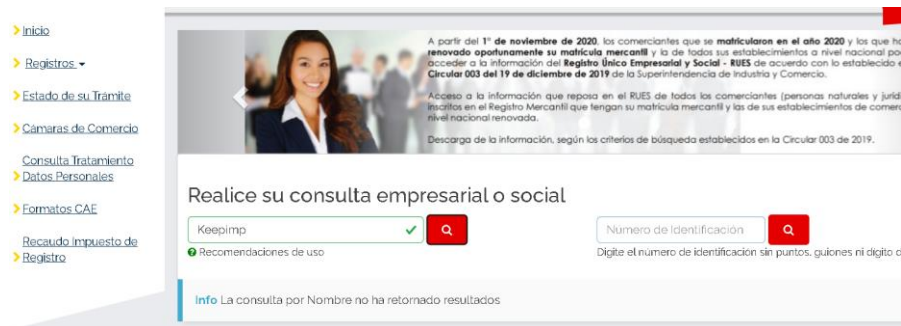 Inicio
Registros
Estado de su Trámite
Cámaras de Comercio
Consulta Tratamiento
Datos Personales
Formatos CAE
Recaudo Impuesto de
Registro
A partir del 1° de noviembre de 2020, los comerciantes que se matricularon en el año 2020 y los que
renovado oportunamente su matrícula mercantil y la de todos sus establecimientos a nivel nacional
acceder a la información del Registro Único Empresarial y Social - RUES de acuerdo con lo establecido
Circular 003 del 19 de diciembre de 2019 de la Superintendencia de Industria y Comercio.
Acceso a la información que reposa en el RUES de todos los comerciantes (personas naturales y
inscritos en el Registro Mercantil que tengan su matrícula mercantil y las de sus establecimientos de
nivel nacional renovada.
Descarga de la información, según los criterios de búsqueda establecidos en la Circular 003 de 2019.
Realice su consulta empresarial o social
Keepimp
Numero de Identificación
Recomendaciones de uso
Digite el número de identificación sin puntos, guiones ni dígito
Info La consulta por Nombre no ha retornado resultados